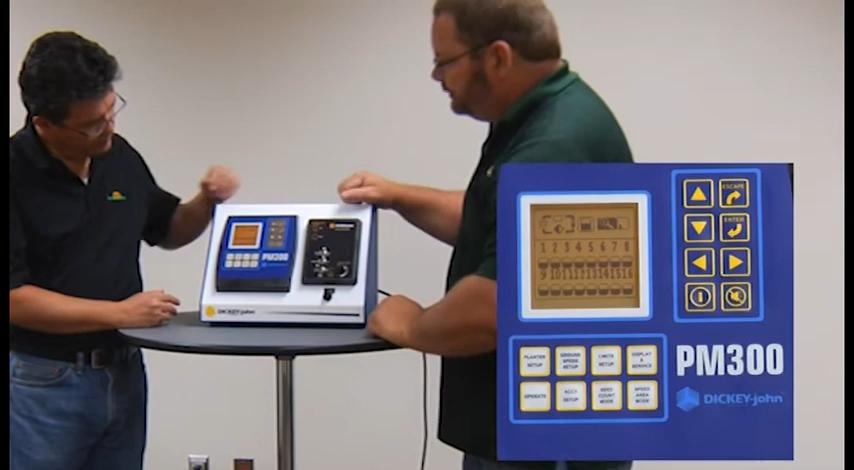 PM300
DICKEY-john
ESCAPE
ENTER
1 2 3 4 5 6 7 8
9 10 11 12 13 14 15 16
PLANTER
SETUP
GROUND
SPEED
SETUP
LIMITS
SETUP
DISPLAY
&
SERVICE
OPERATE
ACC?
SETUP
SEED
COUNT
MODE
SPEED
AREA
MODE
PM300
DICKEY-john